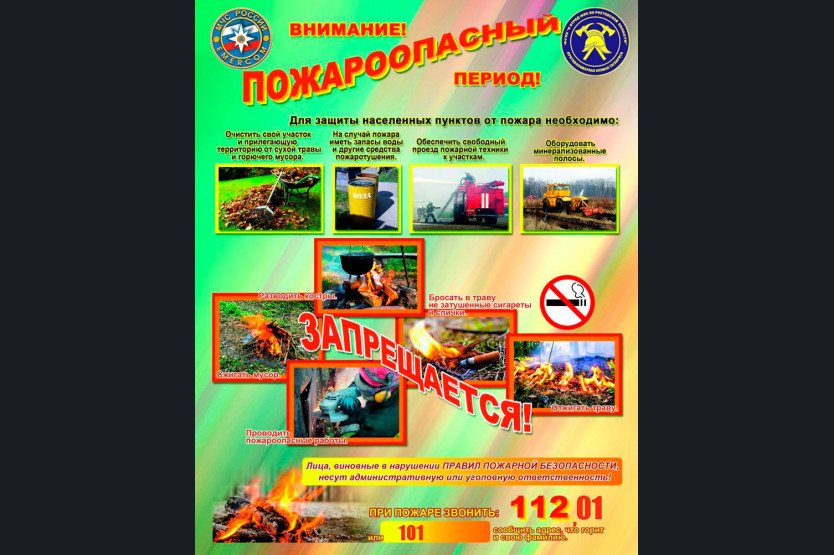 МЧС РОССИИ
EMERCOM
ВНИМАНИЕ!
ПОЖАРООПАСНЫЙ
ПЕРИОД!
Для защиты населенных пунктов от пожара необходимо:
Очистить свой участок
и прилегающую
территорию от сухой травы
и горючего мусора.
На случай пожара
иметь запасы воды
и другие средства
пожаротушения.
Обеспечить свободный
проезд пожарной техники
к участкам.
Оборудовать
минерализованные
полосы.
ВОДА
Разводить костры.
Бросать в траву
не затушенные сигареты
и спички.
ЗАПРЕЩАЕТСЯ!
Сжигать мусор.
Отжигать траву.
Проводить
пожароопасные работы.
Лица, виновные в нарушении ПРАВИЛ ПОЖАРНОЙ БЕЗОПАСНОСТИ,
несут административную или уголовную ответственность!
ПРИ ПОЖАРЕ ЗВОНИТЬ: 112 01
или 101 сообщить адрес, что горит
и свою фамилию.